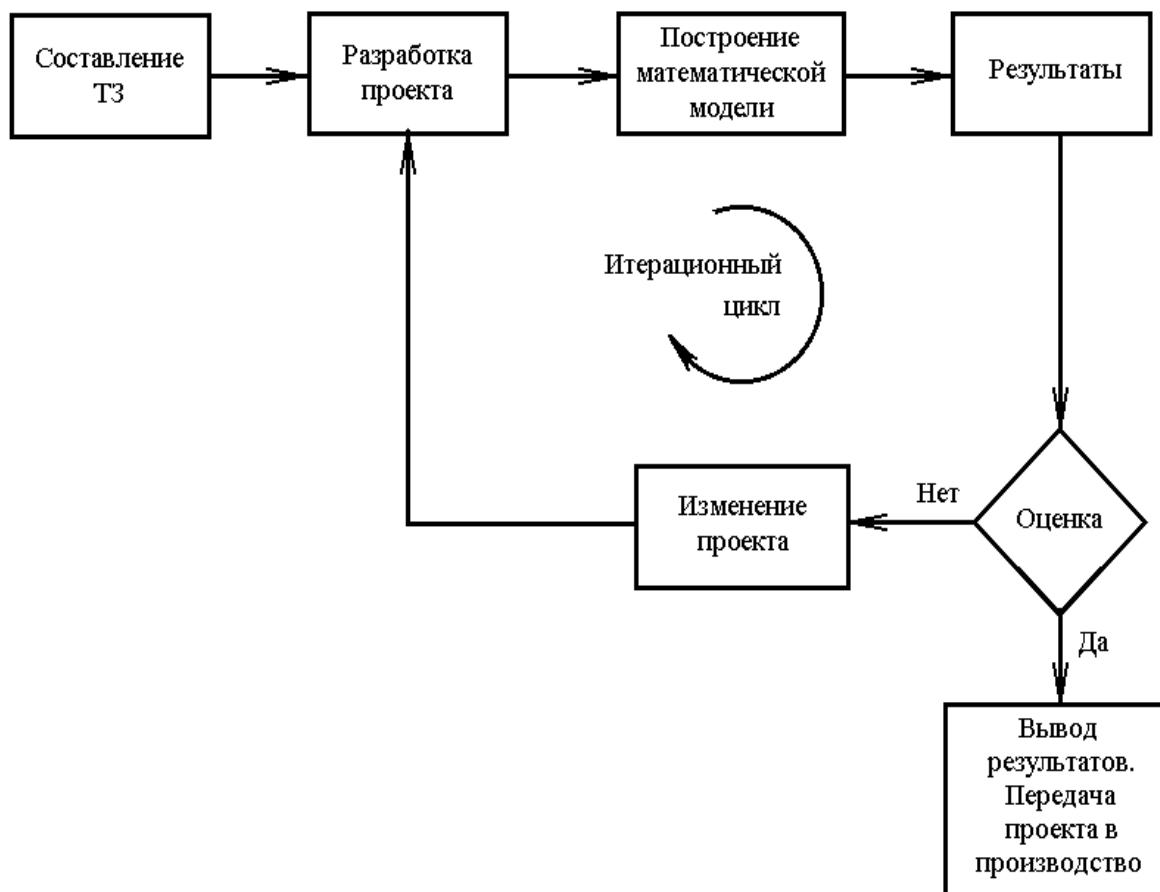 Составление
ТЗ
Разработка
проекта
Построение
математической
модели
Результаты
Итерационный
цикл
Изменение
проекта
Нет
Оценка
Да
Вывод
результатов.
Передача
проекта в
производство